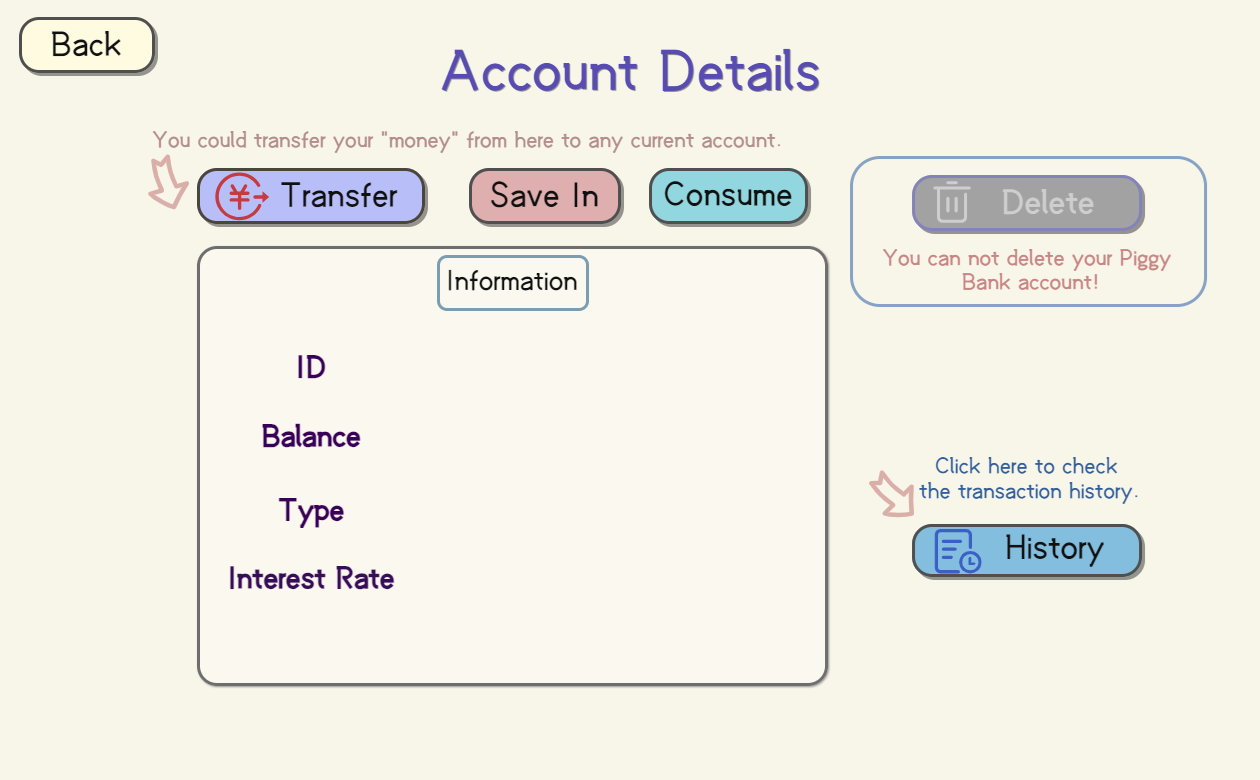 Back
Account Details
You could transfer your "money" from here to any current account.
Transfer
Save In
Consume
Delete
You can not delete your Piggy
Bank account!
Information
ID
Balance
Type
Interest Rate
Click here to check
the transaction history.
History